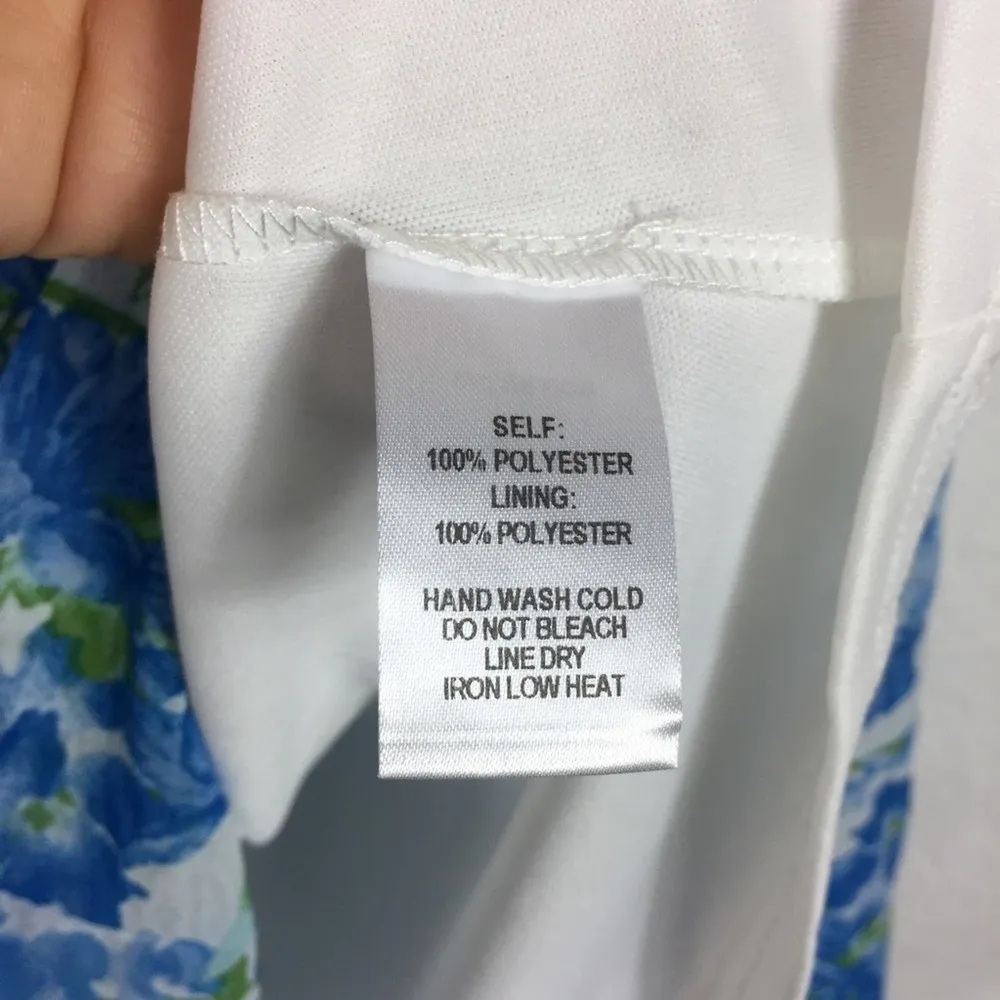 SELF:
100% POLYESTER
LINING:
100% POLYESTER
HAND WASH COLD
DO NOT BLEACH
LINE DRY
IRON LOW HEAT